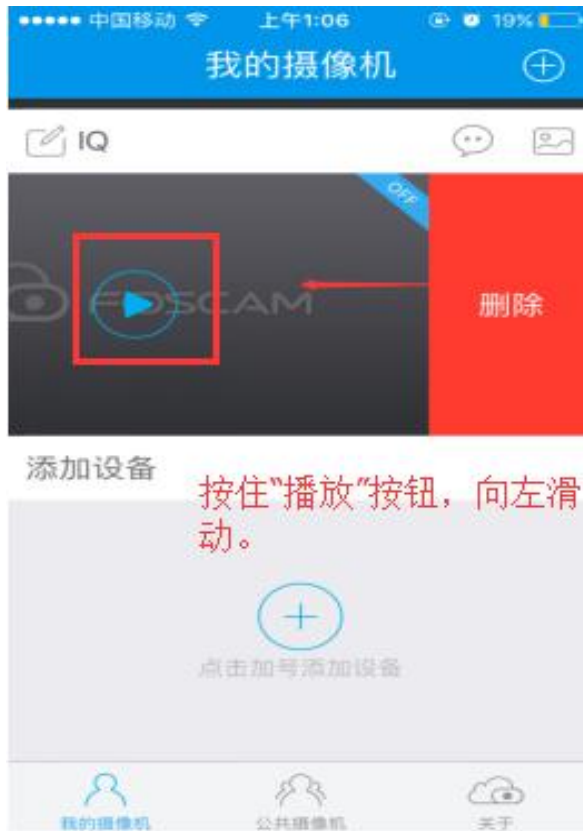 中国移动 上午1:06 19%
我的摄像机
IQ
OFF
FOSCAM
删除
添加设备
按住“播放”按钮，向左滑
动。
点击加号添加设备
我的摄像机 公共摄像机 关于